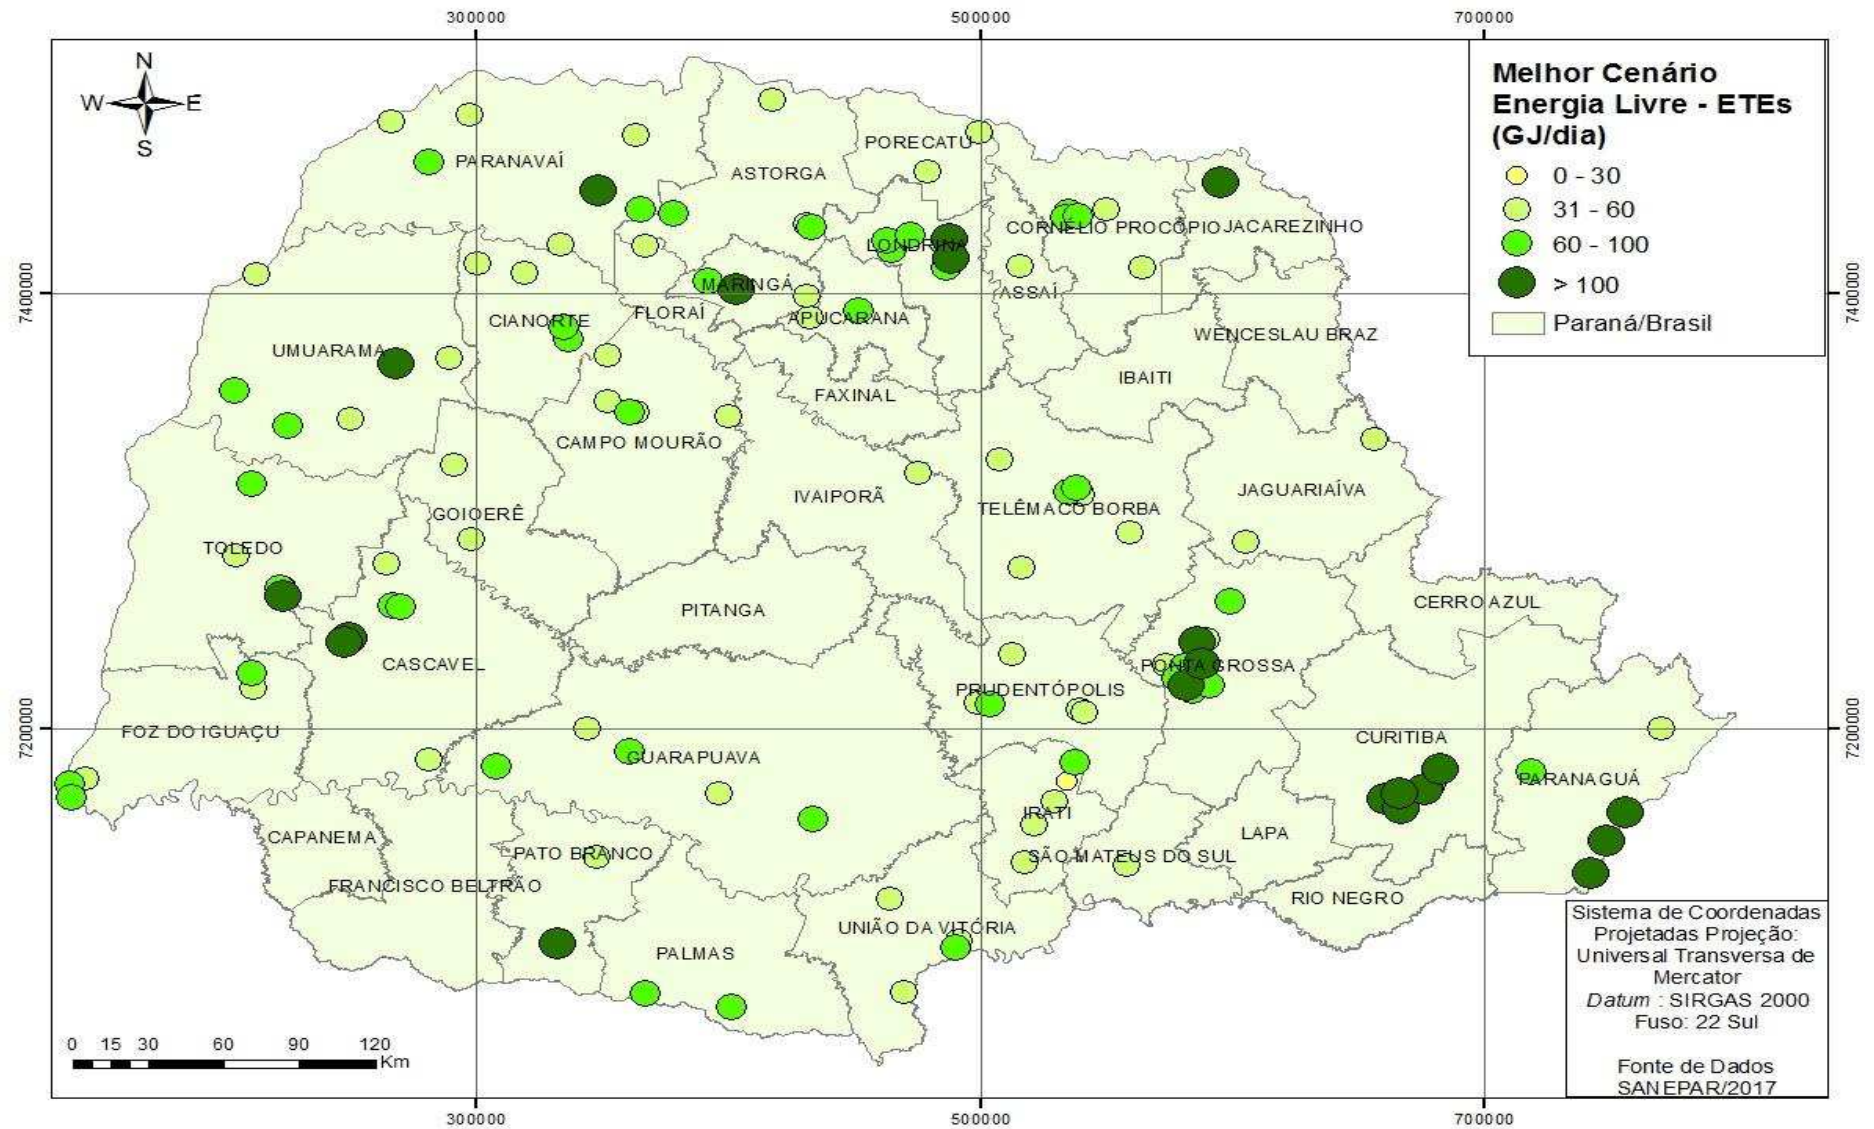 300000
500000
700000
N
W
E
S
Melhor Cenário
Energia Livre - ETEs
(GJ/dia)
0 - 30
31 - 60
60 - 100
> 100
Paraná/Brasil
PORECATU
PARANAVAÍ
ASTORGA
CORNÉLIO PROCÓPIO
JACAREZINHO
LONDRINA
7400000
7400000
MARINGÁ
ASSAÍ
FLORAÍ
APUCARANA
CIANORTE
WENCESLAU BRAZ
UMUARAMA
IBAITI
FAXINAL
CAMPO MOURÃO
JAGUARIAÍVA
IVAIPORÃ
TELÊMACO BORBA
GOIOERÊ
TOLEDO
CERRO AZUL
PITANGA
CASCAVEL
PONTA GROSSA
PRUDENTÓPOLIS
7200000
7200000
FOZ DO IGUAÇU
CURITIBA
GUARAPUAVA
PARANAGUÁ
IRATI
LAPA
CAPANEMA
PATO BRANCO
SÃO MATEUS DO SUL
FRANCISCO BELTRÃO
RIO NEGRO
UNIÃO DA VITÓRIA
PALMAS
Sistema de Coordenadas
Projetadas Projeção:
Universal Transversa de
Mercator
Datum : SIRGAS 2000
Fuso: 22 Sul
Fonte de Dados
SANEPAR/2017
0 15 30 60 90 120
Km
300000
500000
700000